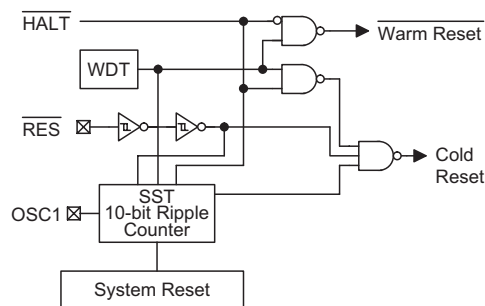 HALT
Warm Reset
WDT
RES
Cold
Reset
SST
10-bit Ripple
Counter
OSC1
System Reset